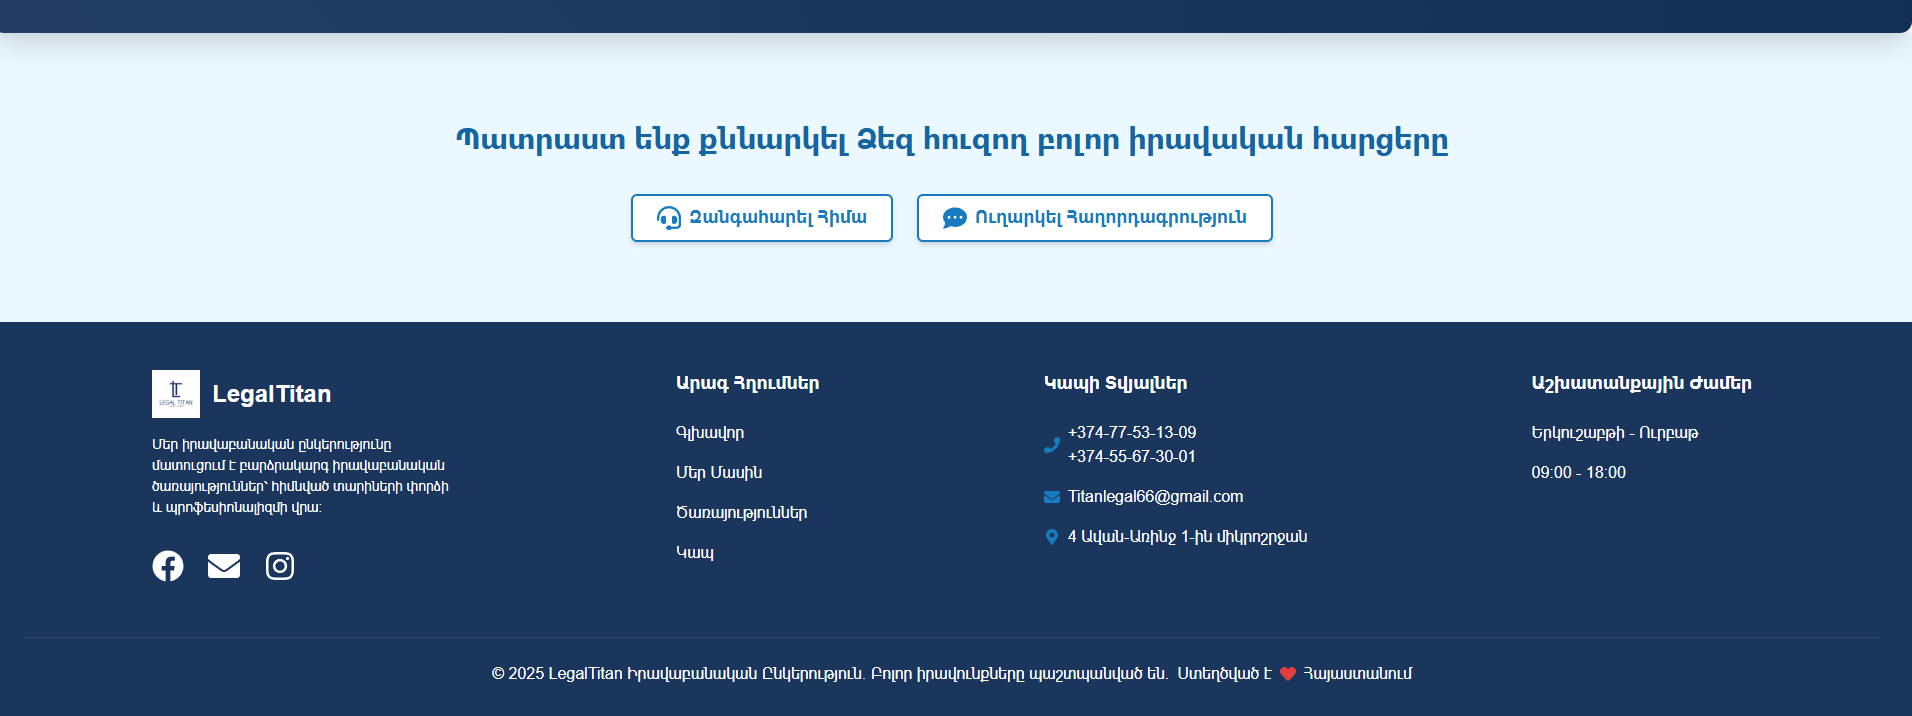 Պատրաստ ենք քննարկել Ձեզ հուզող բոլոր իրավական հարցերը
Զանգահարել Հիմա
Ուղարկել Հաղորդագրություն
LEGAL TITAN
LegalTitan
Մեր իրավաբանական ընկերությունը
մատուցում է բարձրակարգ իրավաբանական
ծառայություններ՝ հիմնված տարիների փորձի
և պրոֆեսիոնալիզմի վրա:
Արագ Հղումներ
Գլխավոր
Մեր Մասին
Ծառայություններ
Կապ
Կապի Տվյալներ
+374-77-53-13-09
+374-55-67-30-01
Titanlegal66@gmail.com
4 Ավան-Առինջ 1-ին միկրոշրջան
Աշխատանքային Ժամեր
Երկուշաբթի - Ուրբաթ
09:00 - 18:00
© 2025 LegalTitan Իրավաբանական Ընկերություն. Բոլոր իրավունքները պաշտպանված են. Ստեղծված է ❤ Հայաստանում